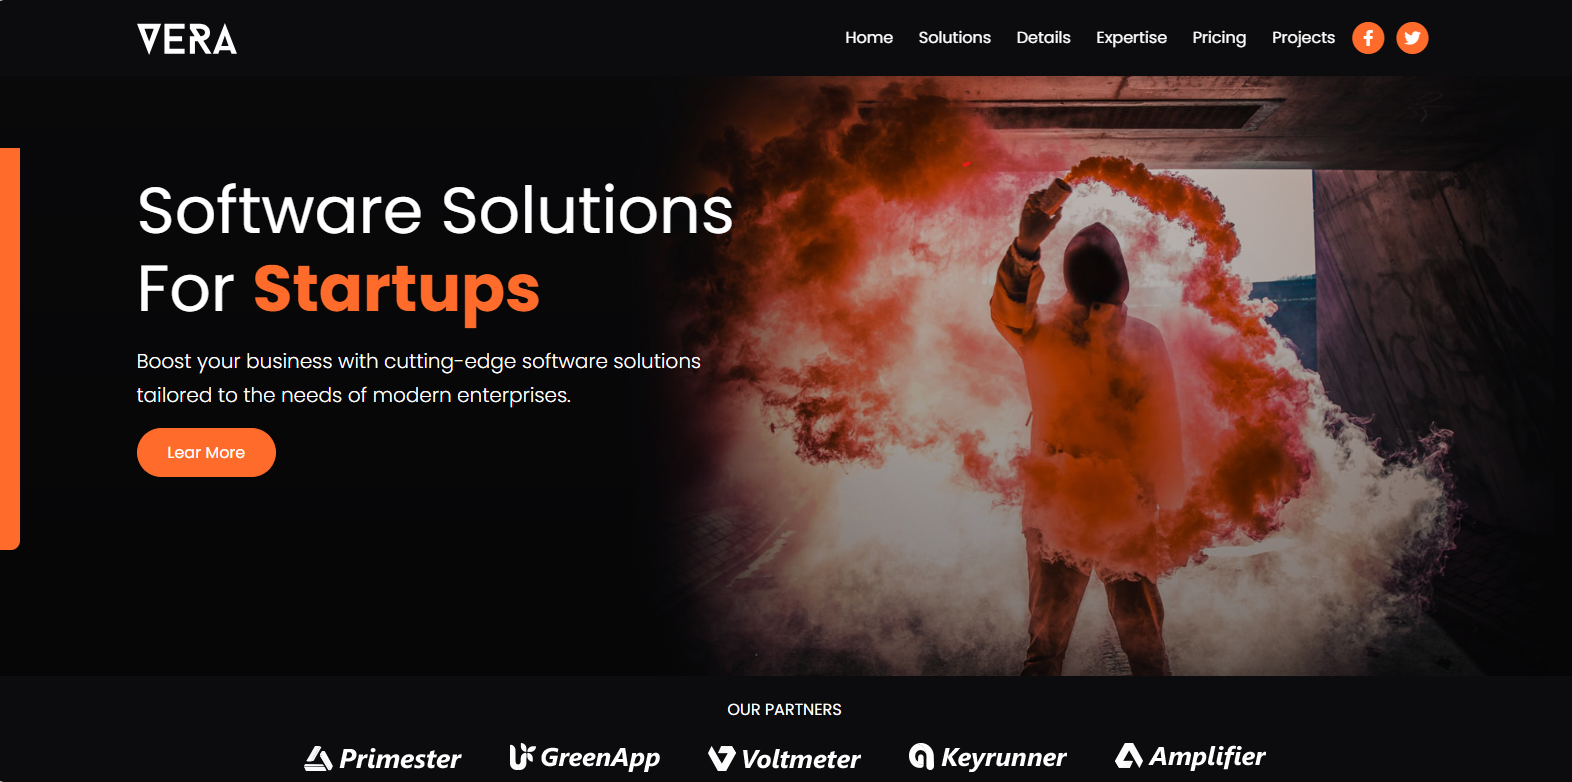 VERA
Home Solutions Details Expertise Pricing Projects
Software Solutions
For Startups
Boost your business with cutting-edge software solutions
tailored to the needs of modern enterprises.
Lear More
OUR PARTNERS
Primester GreenApp Voltmeter Keyrunner Amplifier